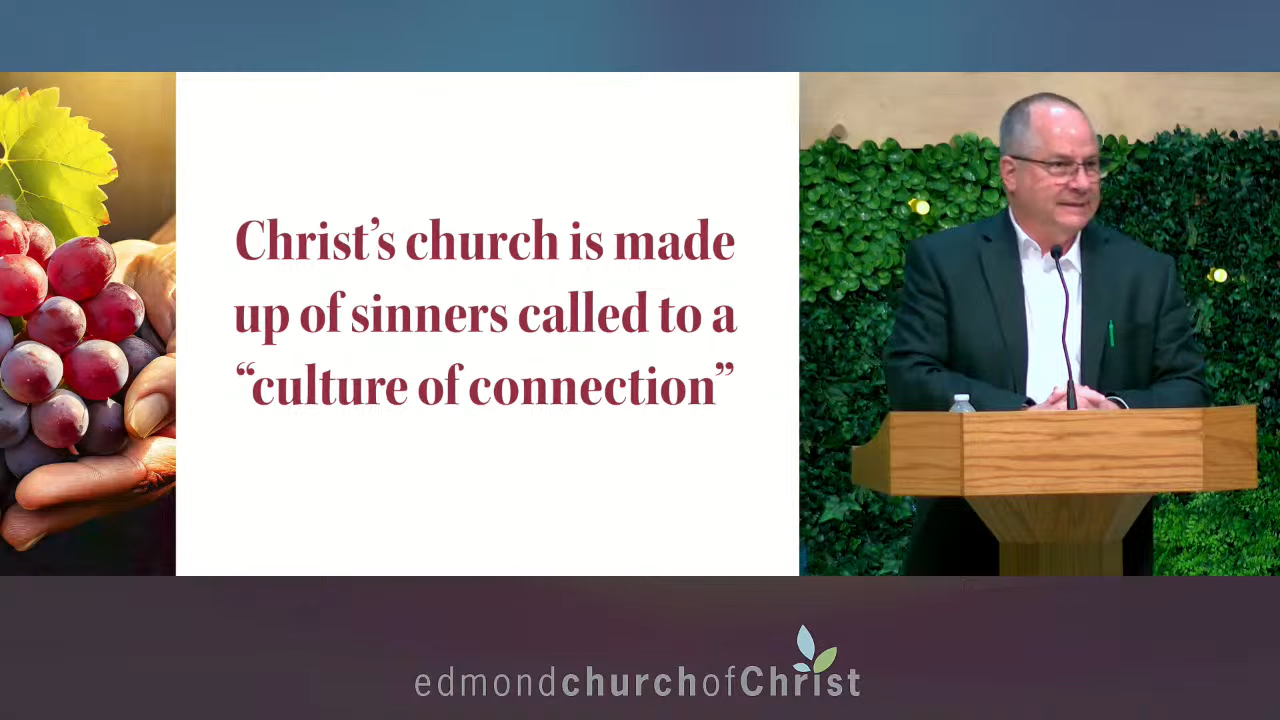 Christ’s church is made
up of sinners called to a
“culture of connection”
edmondchurchofChrist